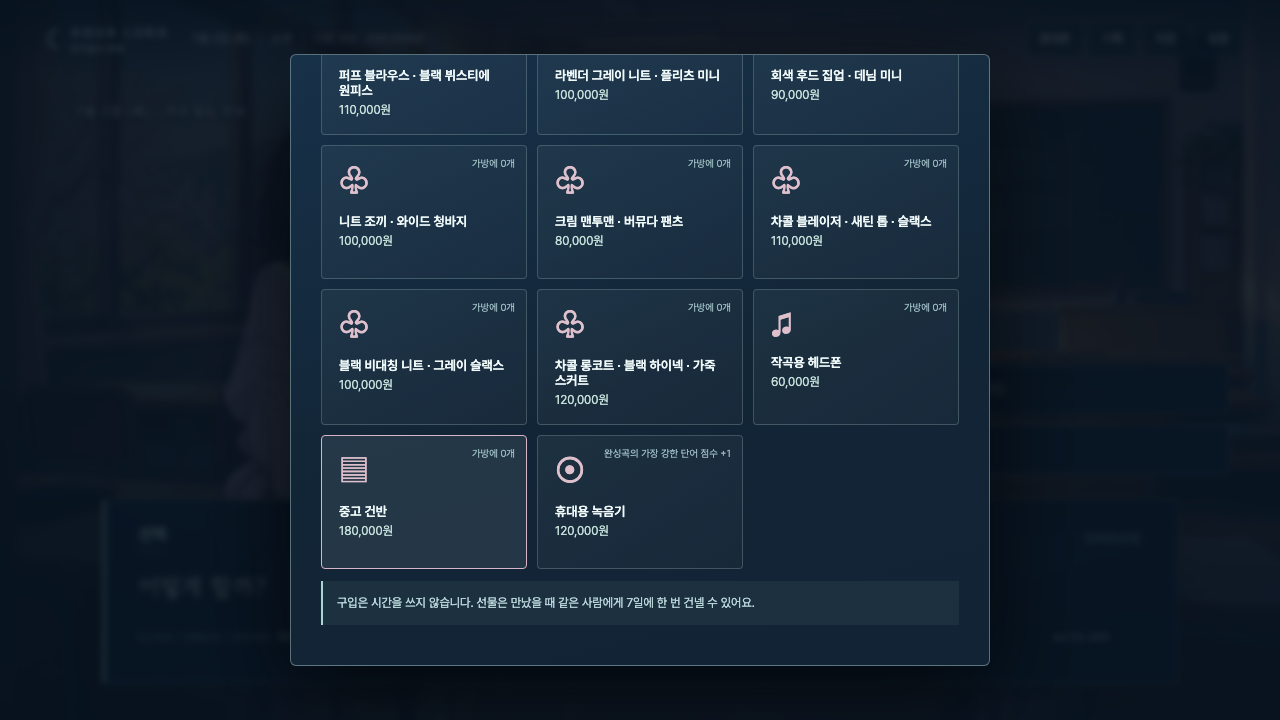 퍼프 블라우스 · 블랙 뷔스티에
원피스
110,000원
라벤더 그레이 니트 · 플리츠 미니
100,000원
회색 후드 집업 · 데님 미니
90,000원
가방에 0개
니트 조끼 · 와이드 청바지
100,000원
가방에 0개
크림 맨투맨 · 버뮤다 팬츠
80,000원
가방에 0개
차콜 블레이저 · 새틴 톱 · 슬랙스
110,000원
가방에 0개
블랙 비대칭 니트 · 그레이 슬랙스
100,000원
가방에 0개
차콜 롱코트 · 블랙 하이넥 · 가죽
스커트
120,000원
가방에 0개
작곡용 헤드폰
60,000원
가방에 0개
중고 건반
180,000원
완성곡의 가장 강한 단어 점수 +1
휴대용 녹음기
120,000원
구입은 시간을 쓰지 않습니다. 선물은 만났을 때 같은 사람에게 7일에 한 번 건넬 수 있어요.